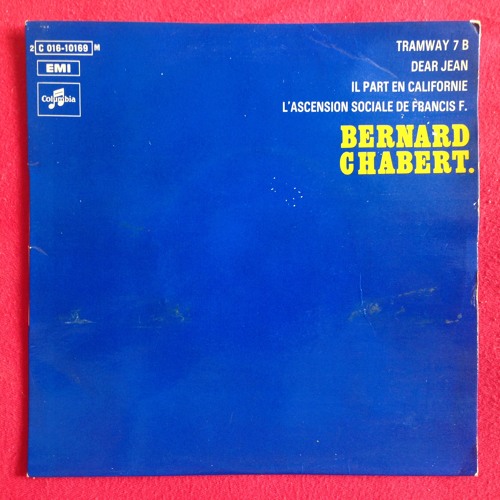 2 C 016-10169 M
EMI
Columbia
TRAMWAY 7 B
DEAR JEAN
IL PART EN CALIFORNIE
L'ASCENSION SOCIALE DE FRANCIS F.
BERNARD
CHABERT.